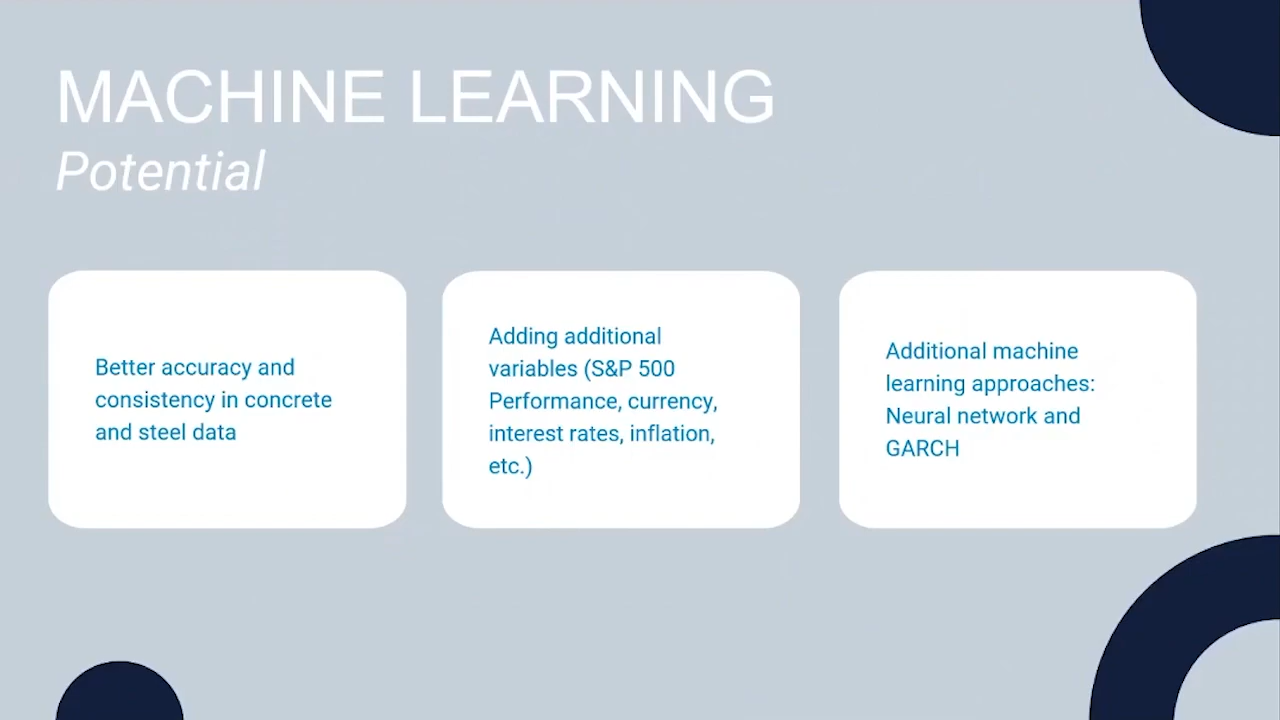 MACHINE LEARNING
Potential
Better accuracy and
consistency in concrete
and steel data
Adding additional
variables (S&P 500
Performance, currency,
interest rates, inflation,
etc.)
Additional machine
learning approaches:
Neural network and
GARCH